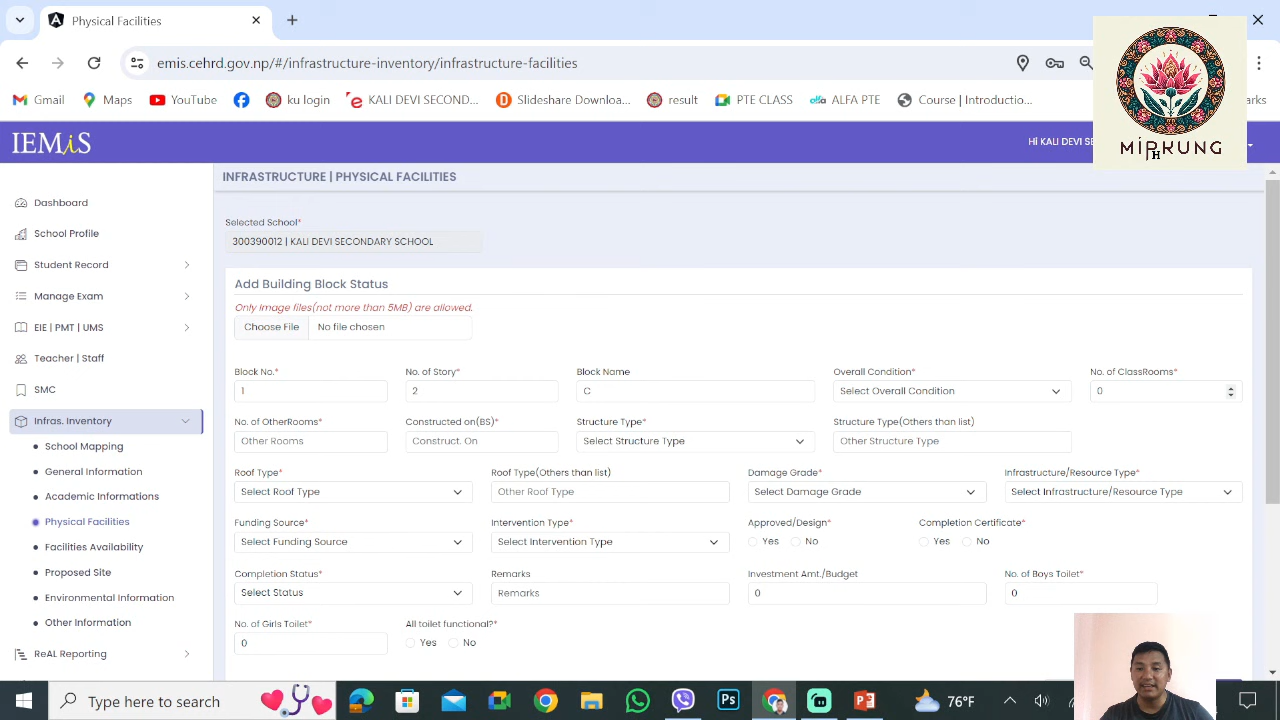 Physical Facilities
emis.cehrd.gov.np/#/infrastructure-inventory/infrastructure-facilities
Gmail Maps YouTube ku login KALI DEVI SECOND... Slideshare Downloa... result PTE CLASS ALFA PTE Course | Introductio...
IEMiS
MIPKUNG
H
INFRASTRUCTURE | PHYSICAL FACILITIES
Dashboard
School Profile
Student Record
Manage Exam
EIE | PMT | UMS
Teacher | Staff
SMC
Infras. Inventory
School Mapping
General Information
Academic Informations
Physical Facilities
Facilities Availability
Proposed Site
Environmental Information
Other Information
ReAL Reporting
Selected School*
300390012 | KALI DEVI SECONDARY SCHOOL
Add Building Block Status
Only Image files(not more than 5MB) are allowed.
Choose File No file chosen
Block No.* No. of Story* Block Name Overall Condition* No. of ClassRooms*
1 2 C Select Overall Condition 0
No. of OtherRooms* Constructed on(BS)* Structure Type* Structure Type(Others than list)
Other Rooms Construct. On Select Structure Type Other Structure Type
Roof Type* Roof Type(Others than list) Damage Grade* Infrastructure/Resource Type*
Select Roof Type Other Roof Type Select Damage Grade Select Infrastructure/Resource Type
Funding Source* Intervention Type* Approved/Design* Completion Certificate*
Select Funding Source Select Intervention Type Yes No Yes No
Completion Status* Remarks Investment Amt./Budget No. of Boys Toilet*
Select Status Remarks 0 0
No. of Girls Toilet* All toilet functional?*
0 Yes No
Type here to search
Ps
76°F